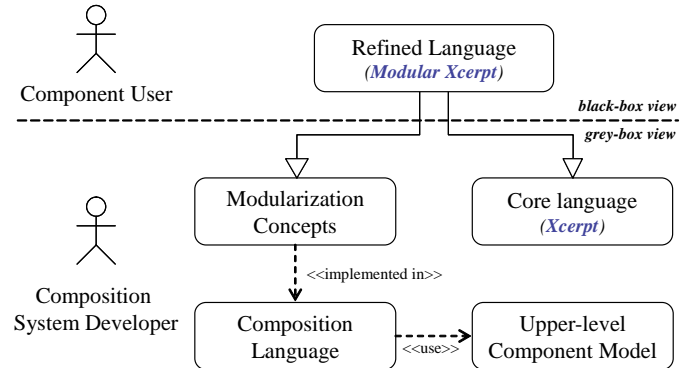 Refined Language
(Modular Xcerpt)
Component User
black-box view
grey-box view
Modularization
Concepts
Core language
(Xcerpt)
<<implemented in>>
Composition
System Developer
Composition
Language
<<use>>
Upper-level
Component Model